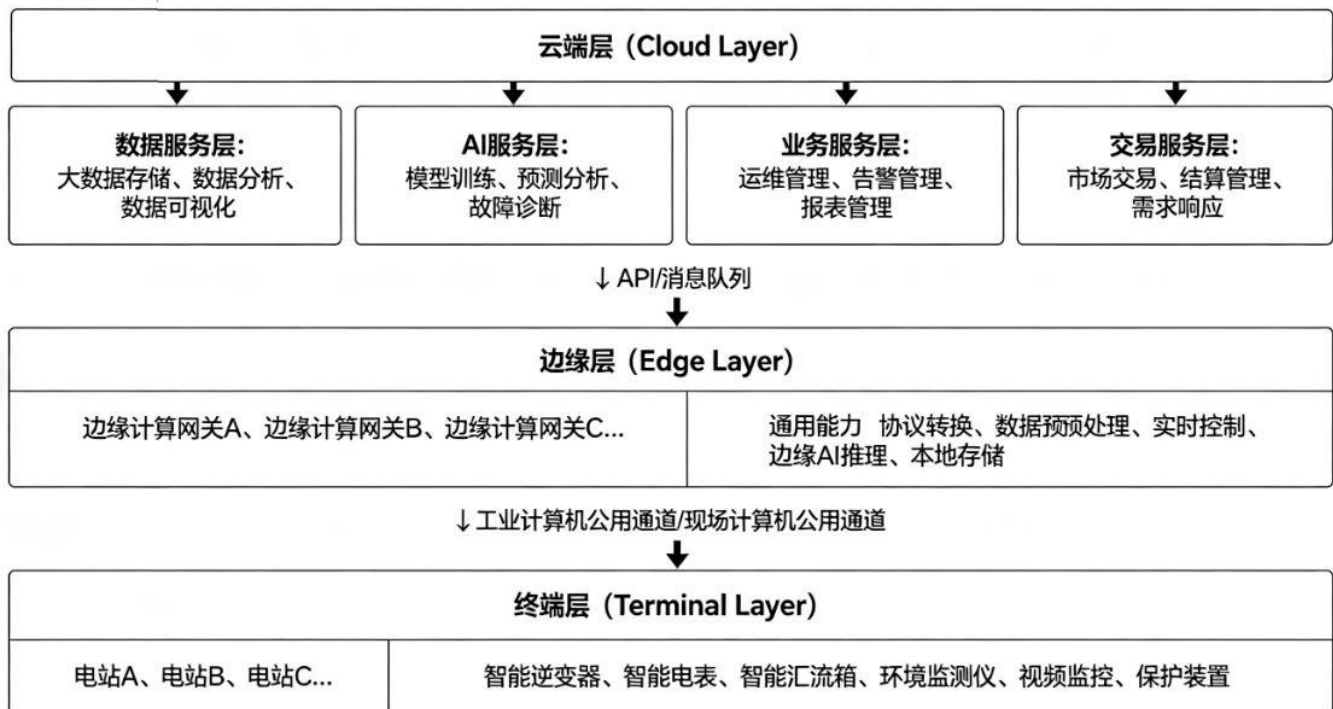 云端层（Cloud Layer）
数据服务层：
大数据存储、数据分析、
数据可视化
AI服务层：
模型训练、预测分析、
故障诊断
业务服务层：
运维管理、告警管理、
报表管理
交易服务层：
市场交易、结算管理、
需求响应
↓ API/消息队列
边缘层（Edge Layer）
边缘计算网关A、边缘计算网关B、边缘计算网关C...
通用能力 协议转换、数据预预处理、实时控制、
边缘AI推理、本地存储
↓工业计算机公用通道/现场计算机公用通道
终端层（Terminal Layer）
电站A、电站B、电站C...
智能逆变器、智能电表、智能汇流箱、环境监测仪、视频监控、保护装置